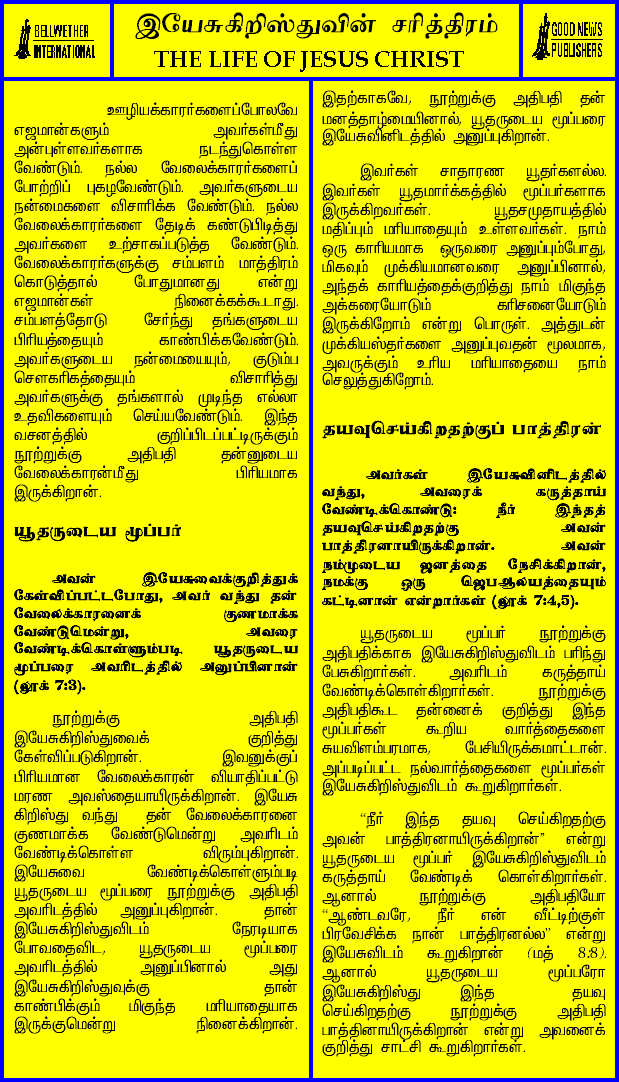 BELLWETHER
INTERNATIONAL
இயேசுகிறிஸ்துவின் சரித்திரம்
THE LIFE OF JESUS CHRIST
GOOD NEWS
PUBLISHERS
ஊழியக்காரர்களைப்போலவே
எஜமான்களும் அவர்கள்மீது
அன்புள்ளவர்களாக நடந்துகொள்ள
வேண்டும். நல்ல வேலைக்காரர்களைப்
போற்றிப் புகழவேண்டும். அவர்களுடைய
நன்மைகளை விசாரிக்க வேண்டும். நல்ல
வேலைக்காரர்களை தேடிக் கண்டுபிடித்து
அவர்களை உற்சாகப்படுத்த வேண்டும்.
வேலைக்காரர்களுக்கு சம்பளம் மாத்திரம்
கொடுத்தால் போதுமானது என்று
எஜமான்கள் நினைக்கக்கூடாது.
சம்பளத்தோடு சேர்ந்து தங்களுடைய
பிரியத்தையும் காண்பிக்கவேண்டும்.
அவர்களுடைய நன்மையையும், குடும்ப
சௌகரிகத்தையும் விசாரித்து
அவர்களுக்கு தங்களால் முடிந்த எல்லா
உதவிகளையும் செய்யவேண்டும். இந்த
வசனத்தில் குறிப்பிடப்பட்டிருக்கும்
நூற்றுக்கு அதிபதி தன்னுடைய
வேலைக்காரன்மீது பிரியமாக
இருக்கிறான்.
யூதருடைய மூப்பர்
அவன் இயேசுவைக்குறித்துக்
கேள்விப்பட்டபோது, அவர் வந்து தன்
வேலைக்காரனைக் குணமாக்க
வேண்டுமென்று, அவரை
வேண்டிக்கொள்ளும்படி யூதருடைய
மூப்பரை அவரிடத்தில் அனுப்பினான்
(லூக் 7:3).
நூற்றுக்கு அதிபதி
இயேசுகிறிஸ்துவைக் குறித்து
கேள்விப்படுகிறான். இவனுக்குப்
பிரியமான வேலைக்காரன் வியாதிப்பட்டு
மரண அவஸ்தையாயிருக்கிறான். இயேசு
கிறிஸ்து வந்து தன் வேலைக்காரனை
குணமாக்க வேண்டுமென்று அவரிடம்
வேண்டிக்கொள்ள விரும்புகிறான்.
இயேசுவை வேண்டிக்கொள்ளும்படி
யூதருடைய மூப்பரை நூற்றுக்கு அதிபதி
அவரிடத்தில் அனுப்புகிறான். தான்
இயேசுகிறிஸ்துவிடம் நேரடியாக
போவதைவிட, யூதருடைய மூப்பரை
அவரிடத்தில் அனுப்பினால் அது
இயேசுகிறிஸ்துவுக்கு தான்
காண்பிக்கும் மிகுந்த மரியாதையாக
இருக்குமென்று நினைக்கிறான்.
இதற்காகவே, நூற்றுக்கு அதிபதி தன்
மனத்தாழ்மையினால், யூதருடைய மூப்பரை
இயேசுவினிடத்தில் அனுப்புகிறான்.
இவர்கள் சாதாரண யூதர்களல்ல.
இவர்கள் யூதமார்க்கத்தில் மூப்பர்களாக
இருக்கிறவர்கள். யூதசமுதாயத்தில்
மதிப்பும் மரியாதையும் உள்ளவர்கள். நாம்
ஒரு காரியமாக ஒருவரை அனுப்பும்போது,
மிகவும் முக்கியமானவரை அனுப்பினால்,
அந்தக் காரியத்தைக்குறித்து நாம் மிகுந்த
அக்கரையோடும் கரிசனையோடும்
இருக்கிறோம் என்று பொருள். அத்துடன்
முக்கியஸ்தர்களை அனுப்புவதன் மூலமாக,
அவருக்கும் உரிய மரியாதையை நாம்
செலுத்துகிறோம்.
தயவுசெய்கிறதற்குப் பாத்திரன்
அவர்கள் இயேசுவினிடத்தில்
வந்து, அவரைக் கருத்தாய்
வேண்டிக்கொண்டு: நீர் இந்தத்
தயவுசெய்கிறதற்கு அவன்
பாத்திரனாயிருக்கிறான். அவன்
நம்முடைய ஜனத்தை நேசிக்கிறான்,
நமக்கு ஒரு ஜெபஆலயத்தையும்
கட்டினான் என்றார்கள் (லூக் 7:4,5).
யூதருடைய மூப்பர் நூற்றுக்கு
அதிபதிக்காக இயேசுகிறிஸ்துவிடம் பரிந்து
பேசுகிறார்கள். அவரிடம் கருத்தாய்
வேண்டிக்கொள்கிறார்கள். நூற்றுக்கு
அதிபதிகூட தன்னைக் குறித்து இந்த
மூப்பர்கள் கூறிய வார்த்தைகளை
சுயவிளம்பரமாக, பேசியிருக்கமாட்டான்.
அப்படிப்பட்ட நல்வார்த்தைகளை மூப்பர்கள்
இயேசுகிறிஸ்துவிடம் கூறுகிறார்கள்.
“நீர் இந்த தயவு செய்கிறதற்கு
அவன் பாத்திரனாயிருக்கிறான்” என்று
யூதருடைய மூப்பர் இயேசுகிறிஸ்துவிடம்
கருத்தாய் வேண்டிக் கொள்கிறார்கள்.
ஆனால் நூற்றுக்கு அதிபதியோ
“ஆண்டவரே, நீர் என் வீட்டிற்குள்
பிரவேசிக்க நான் பாத்திரனல்ல” என்று
இயேசுவிடம் கூறுகிறான் (மத் 8:8).
ஆனால் யூதருடைய மூப்பரோ
இயேசுகிறிஸ்து இந்த தயவு
செய்கிறதற்கு நூற்றுக்கு அதிபதி
பாத்தினாயிருக்கிறான் என்று அவனைக்
குறித்து சாட்சி கூறுகிறார்கள்.